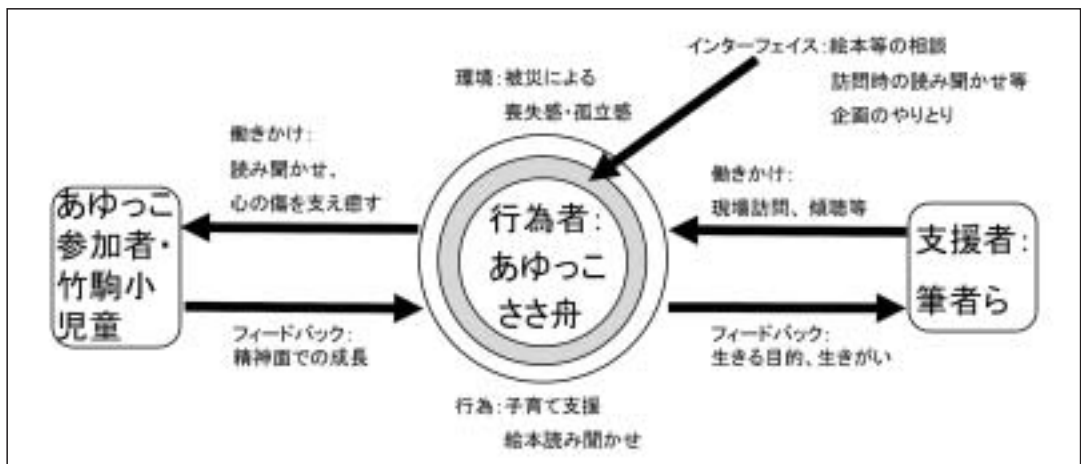 インターフェイス：絵本等の相談
訪問時の読み聞かせ等
企画のやりとり
環境：被災による
喪失感・孤立感
働きかけ：
読み聞かせ、
心の傷を支え癒す
働きかけ：
現場訪問、傾聴等
あゆっこ
参加者・
竹駒小
児童
行為者：
あゆっこ
ささ舟
支援者：
筆者ら
フィードバック：
精神面での成長
フィードバック：
生きる目的、生きがい
行為：子育て支援
絵本読み聞かせ